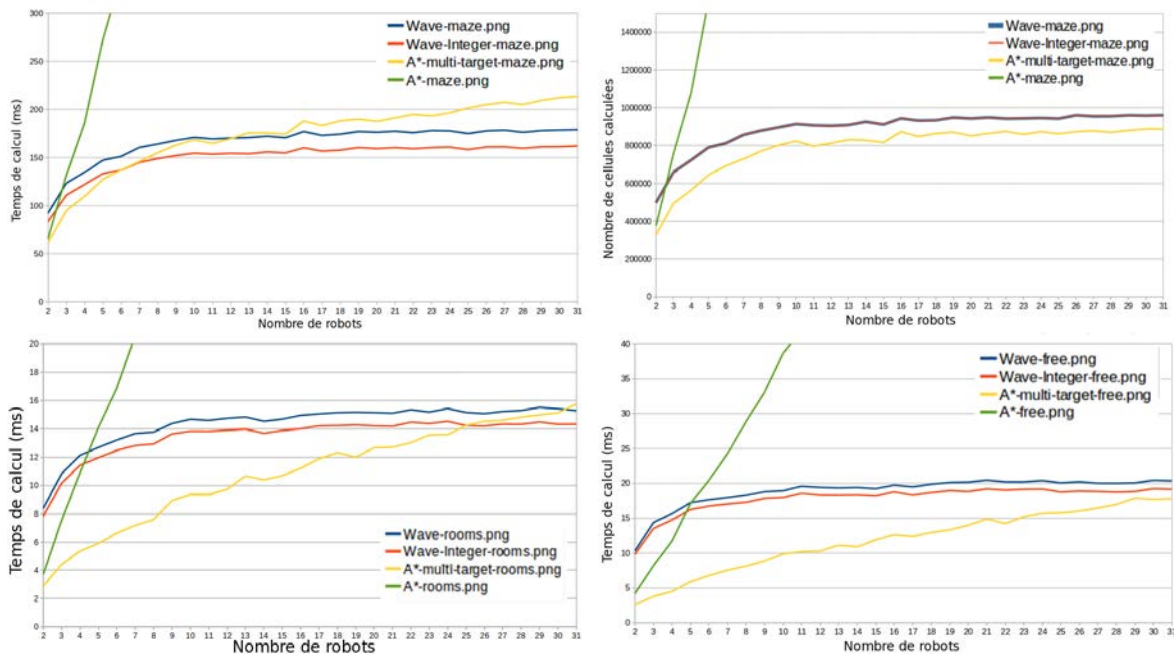 Temps de calcul (ms)
300
250
200
150
100
50
0
Wave-maze.png
Wave-Integer-maze.png
A*-multi-target-maze.png
A*-maze.png
2 3 4 5 6 7 8 9 10 11 12 13 14 15 16 17 18 19 20 21 22 23 24 25 26 27 28 29 30 31
Nombre de robots
Nombre de cellules calculées
1400000
1200000
1000000
800000
600000
400000
200000
0
Wave-maze.png
Wave-Integer-maze.png
A*-multi-target-maze.png
A*-maze.png
2 3 4 5 6 7 8 9 10 11 12 13 14 15 16 17 18 19 20 21 22 23 24 25 26 27 28 29 30 31
Nombre de robots
Temps de calcul (ms)
20
18
16
14
12
10
8
6
4
2
0
Wave-rooms.png
Wave-Integer-rooms.png
A*-multi-target-rooms.png
A*-rooms.png
2 3 4 5 6 7 8 9 10 11 12 13 14 15 16 17 18 19 20 21 22 23 24 25 26 27 28 29 30 31
Nombre de robots
Temps de calcul (ms)
40
35
30
25
20
15
10
5
0
Wave-free.png
Wave-Integer-free.png
A*-multi-target-free.png
A*-free.png
2 3 4 5 6 7 8 9 10 11 12 13 14 15 16 17 18 19 20 21 22 23 24 25 26 27 28 29 30 31
Nombre de robots